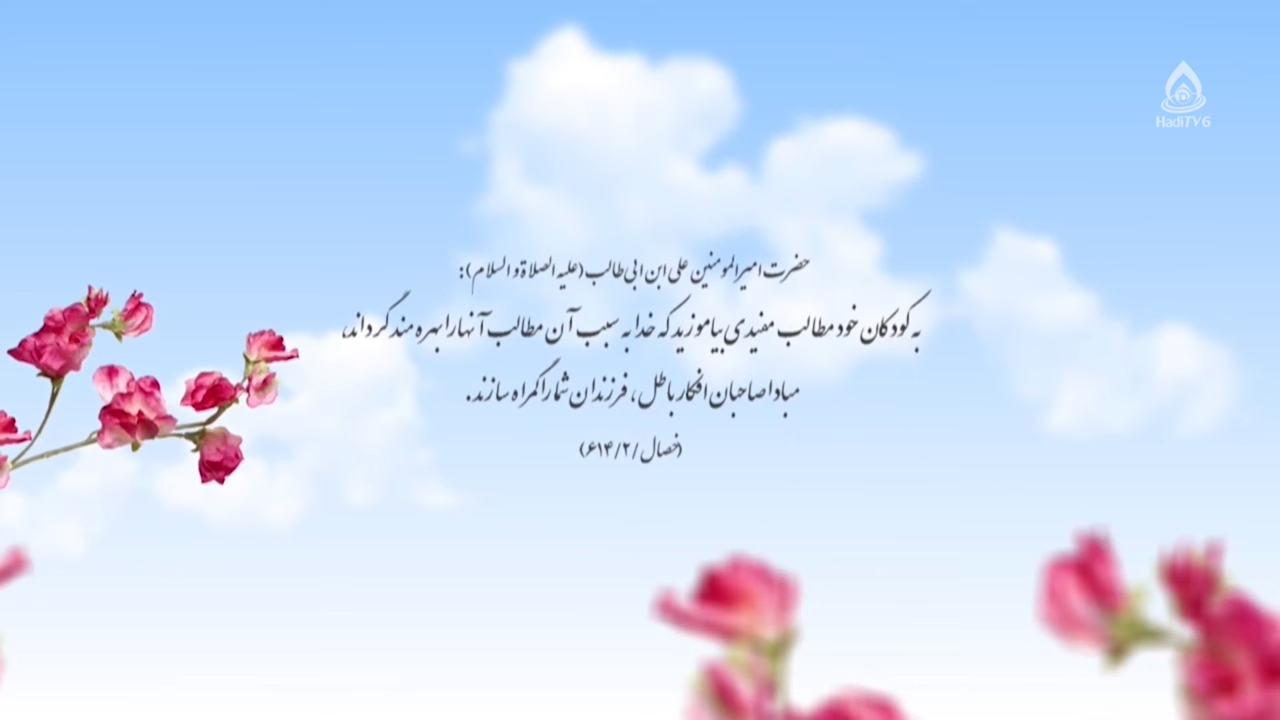 HadiTV6
حضرت امیرالمومنین علی ابن ابی طالب (علیه الصلاة و السلام):
به کودکان خود مطالب مفیدی بیاموزید که خدا به سبب آن مطالب آنها را بهره مند گرداند،
مبادا صاحبان افکار باطل، فرزندان شما را گمراه سازند.
(خصال /۲/ ۶۱۴)